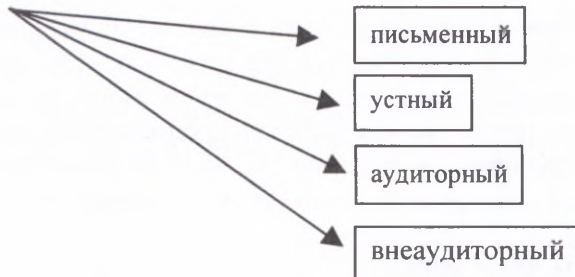 письменный
устный
аудиторный
внеаудиторный